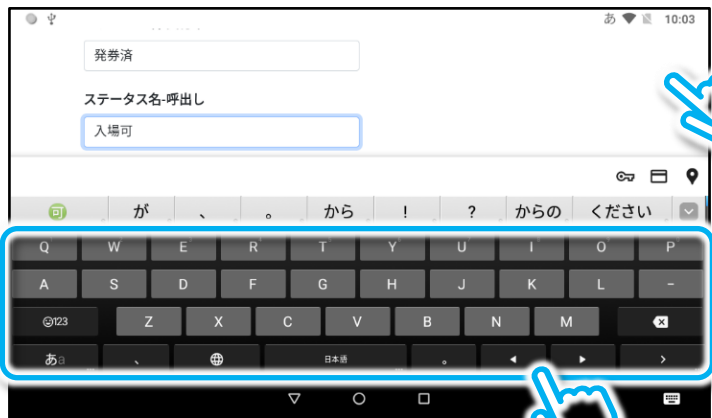 あ 10:03
発券済
ステータス名-呼出し
入場可
可 が 、 。 から ! ? からの ください
Q W E R T Y U I O P
A S D F G H J K L −
☺123 Z X C V B N M
あa 、 日本語 。